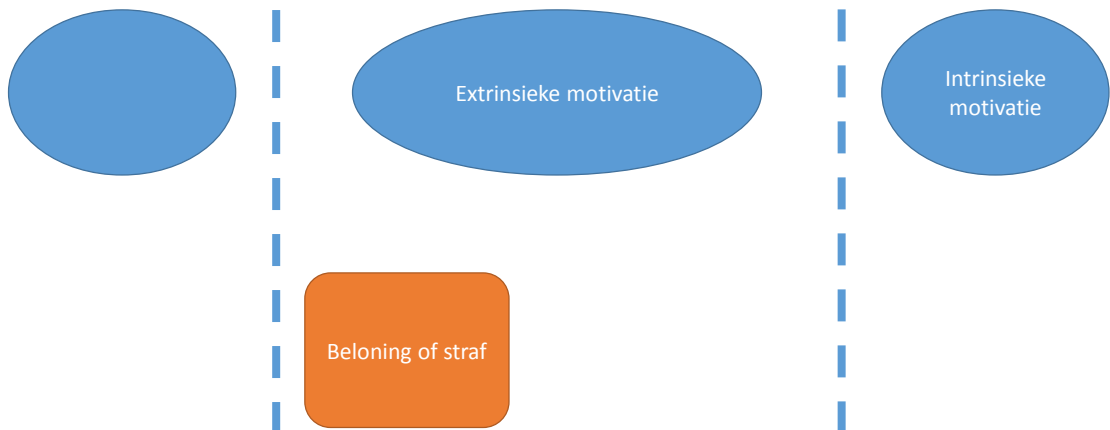 Extrinsieke motivatie
Intrinsieke
motivatie
Beloning of straf